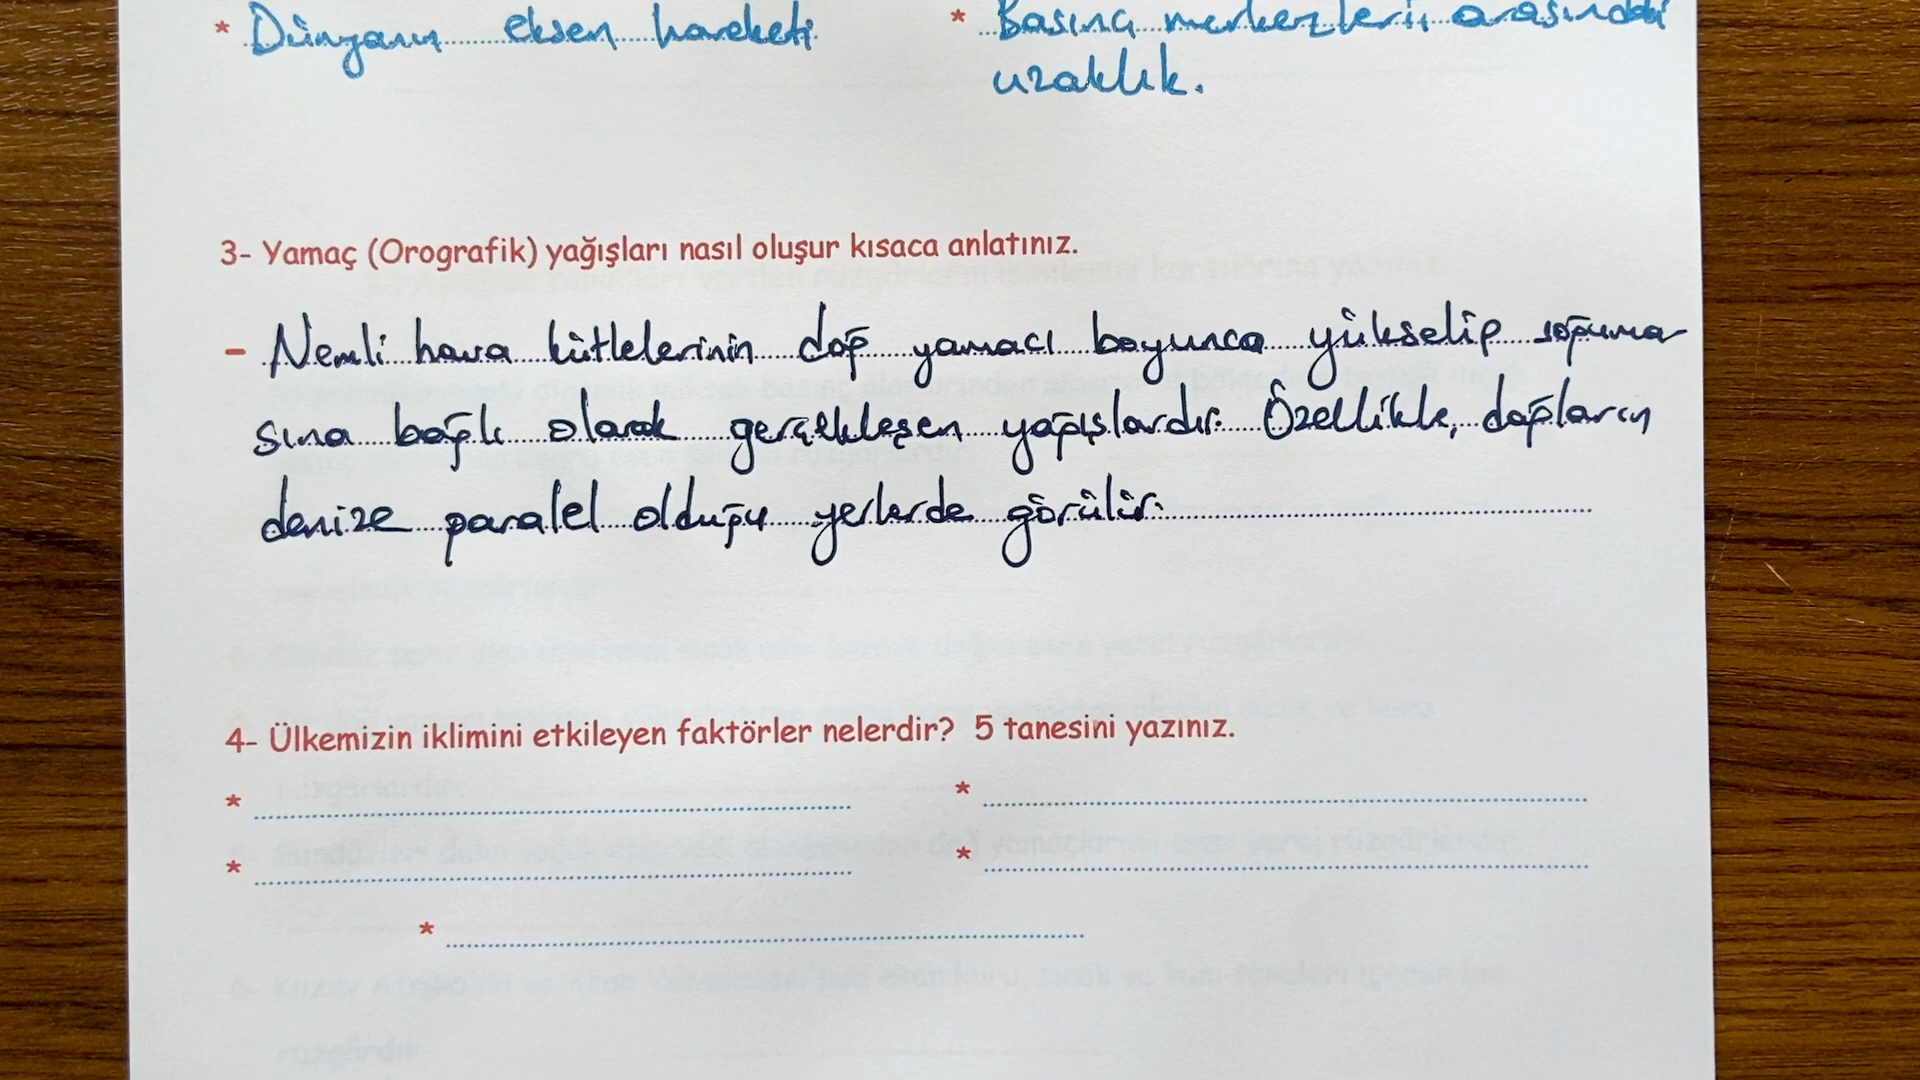 * Dünyanın eksen hareketi * Basınç merkezleri arasındaki
uzaklık.
3- Yamaç (Orografik) yağışları nasıl oluşur kısaca anlatınız.
- Nemli hava kütlelerinin dağ yamacı boyunca yükselip soğuma
sına bağlı olarak gerçekleşen yağışlardır. Özellikle, dağların
denize paralel olduğu yerlerde görülür.
4- Ülkemizin iklimini etkileyen faktörler nelerdir? 5 tanesini yazınız.
* *
* *
*